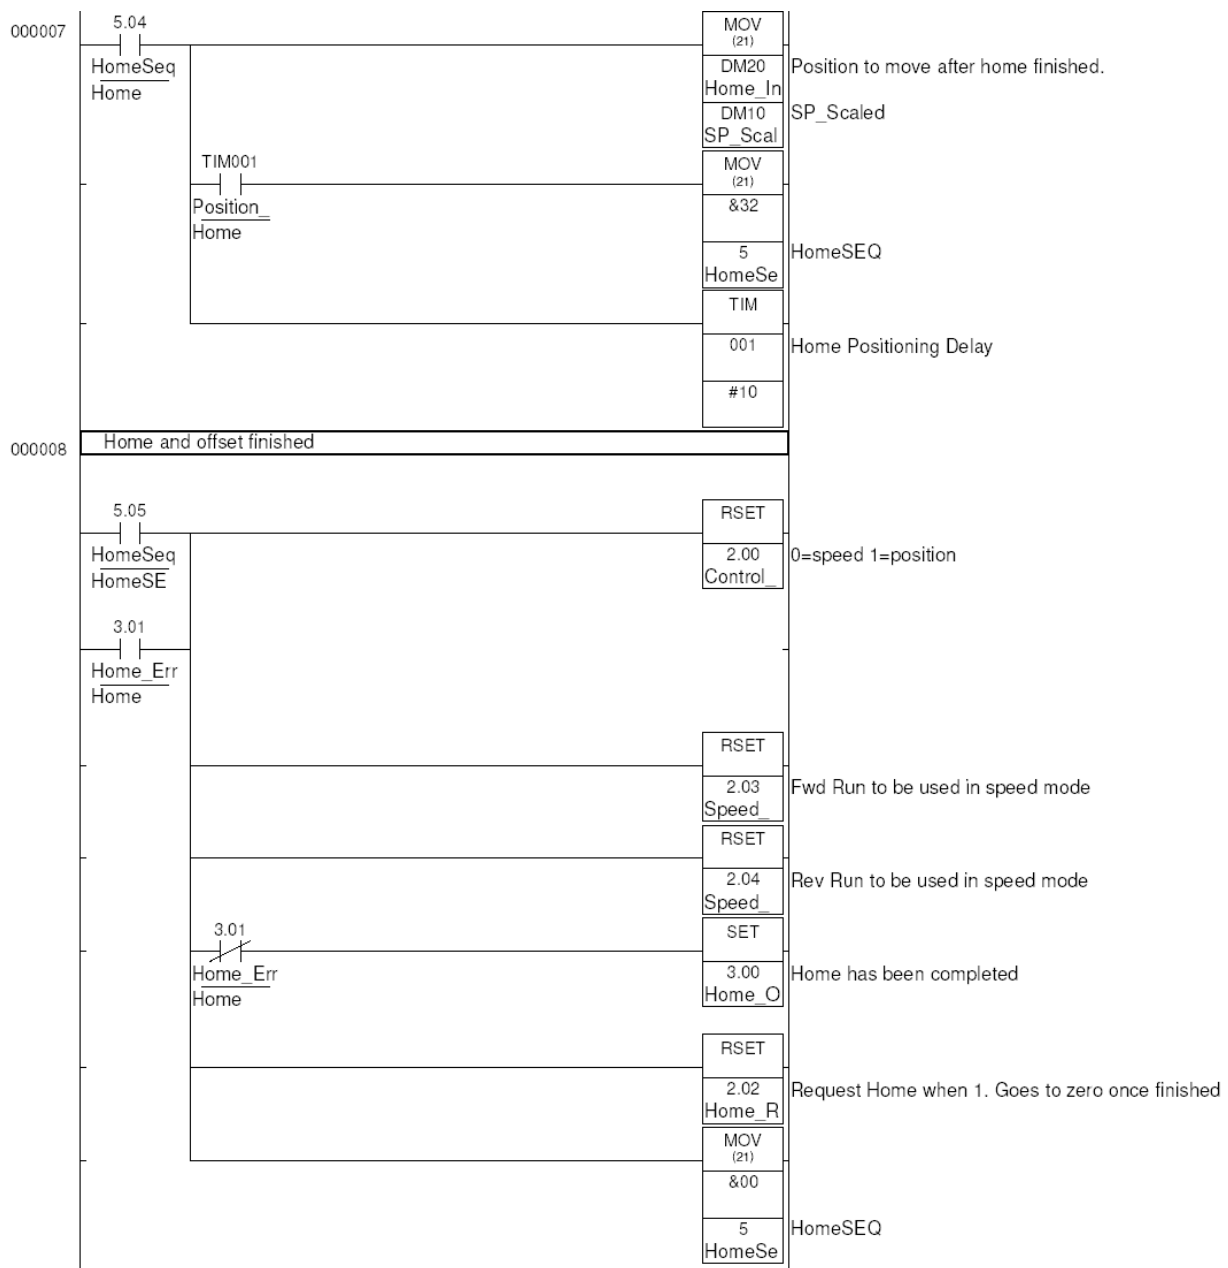 000007
5.04
HomeSeq
Home
MOV
(21)
DM20
Home_In
Position to move after home finished.
DM10
SP_Scal
SP_Scaled
TIM001
Position_
Home
MOV
(21)
&32
5
HomeSe
HomeSEQ
TIM
001
Home Positioning Delay
#10
000008
Home and offset finished
5.05
HomeSeq
HomeSE
RSET
2.00
Control_
0=speed 1=position
3.01
Home_Err
Home
RSET
2.03
Speed_
Fwd Run to be used in speed mode
RSET
2.04
Speed_
Rev Run to be used in speed mode
3.01
Home_Err
Home
SET
3.00
Home_O
Home has been completed
RSET
2.02
Home_R
Request Home when 1. Goes to zero once finished
MOV
(21)
&00
5
HomeSe
HomeSEQ